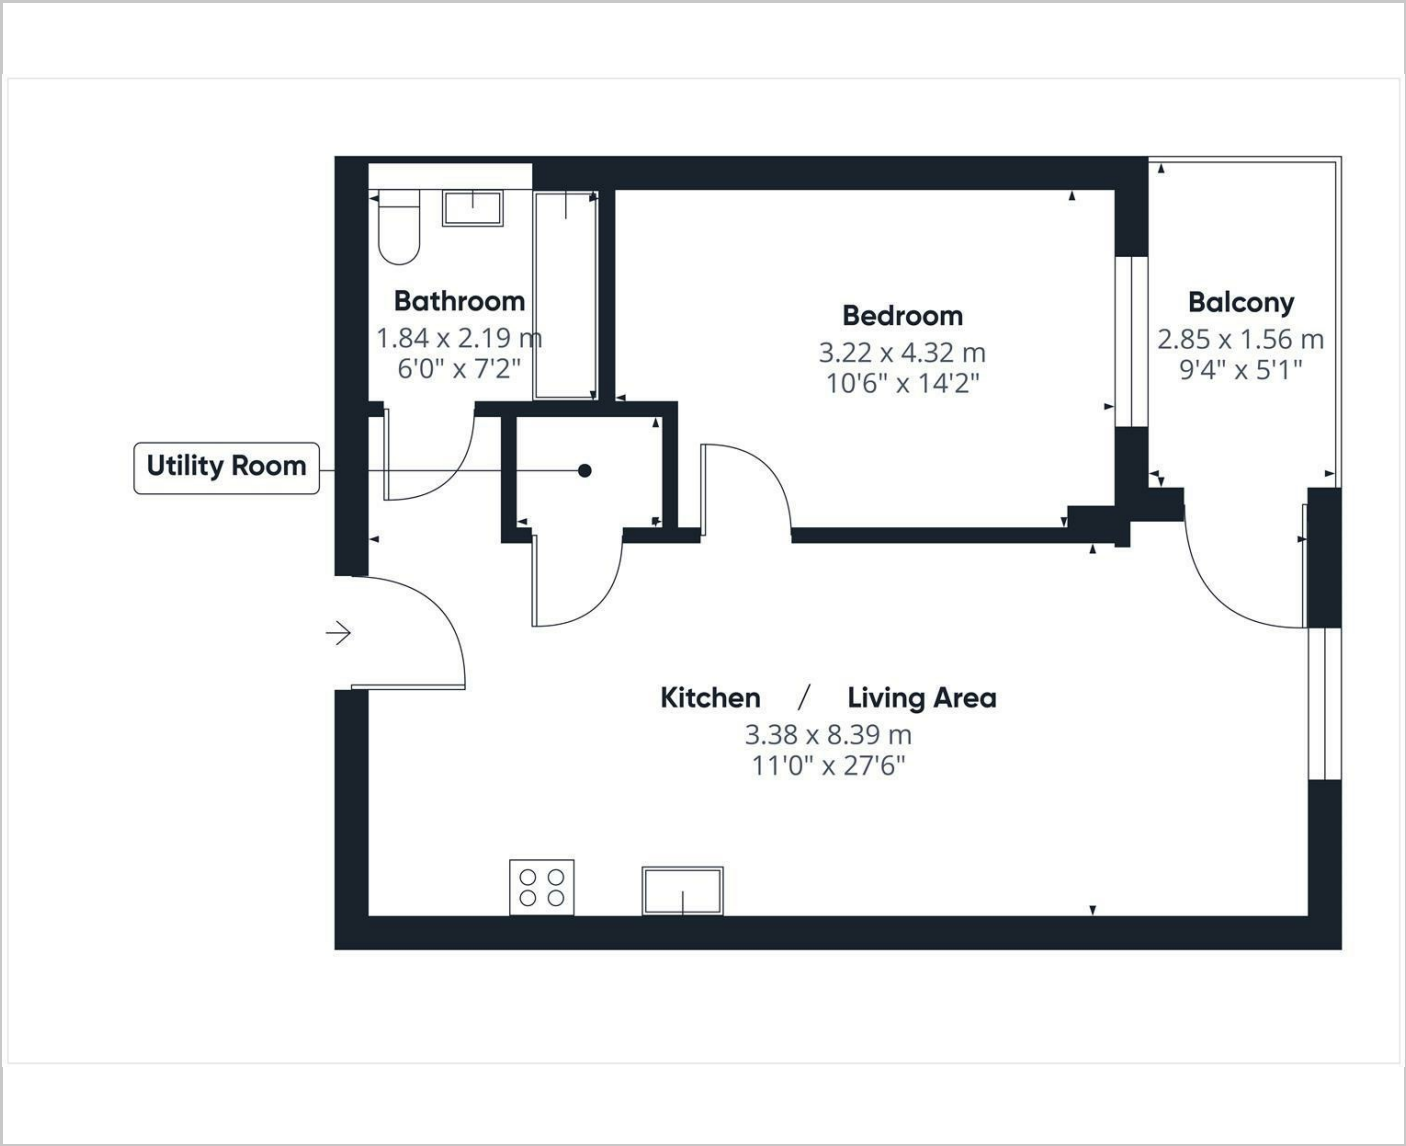 Bathroom
1.84 x 2.19 m
6'0" x 7'2"
Bedroom
3.22 x 4.32 m
10'6" x 14'2"
Balcony
2.85 x 1.56 m
9'4" x 5'1"
Utility Room
Kitchen / Living Area
3.38 x 8.39 m
11'0" x 27'6"